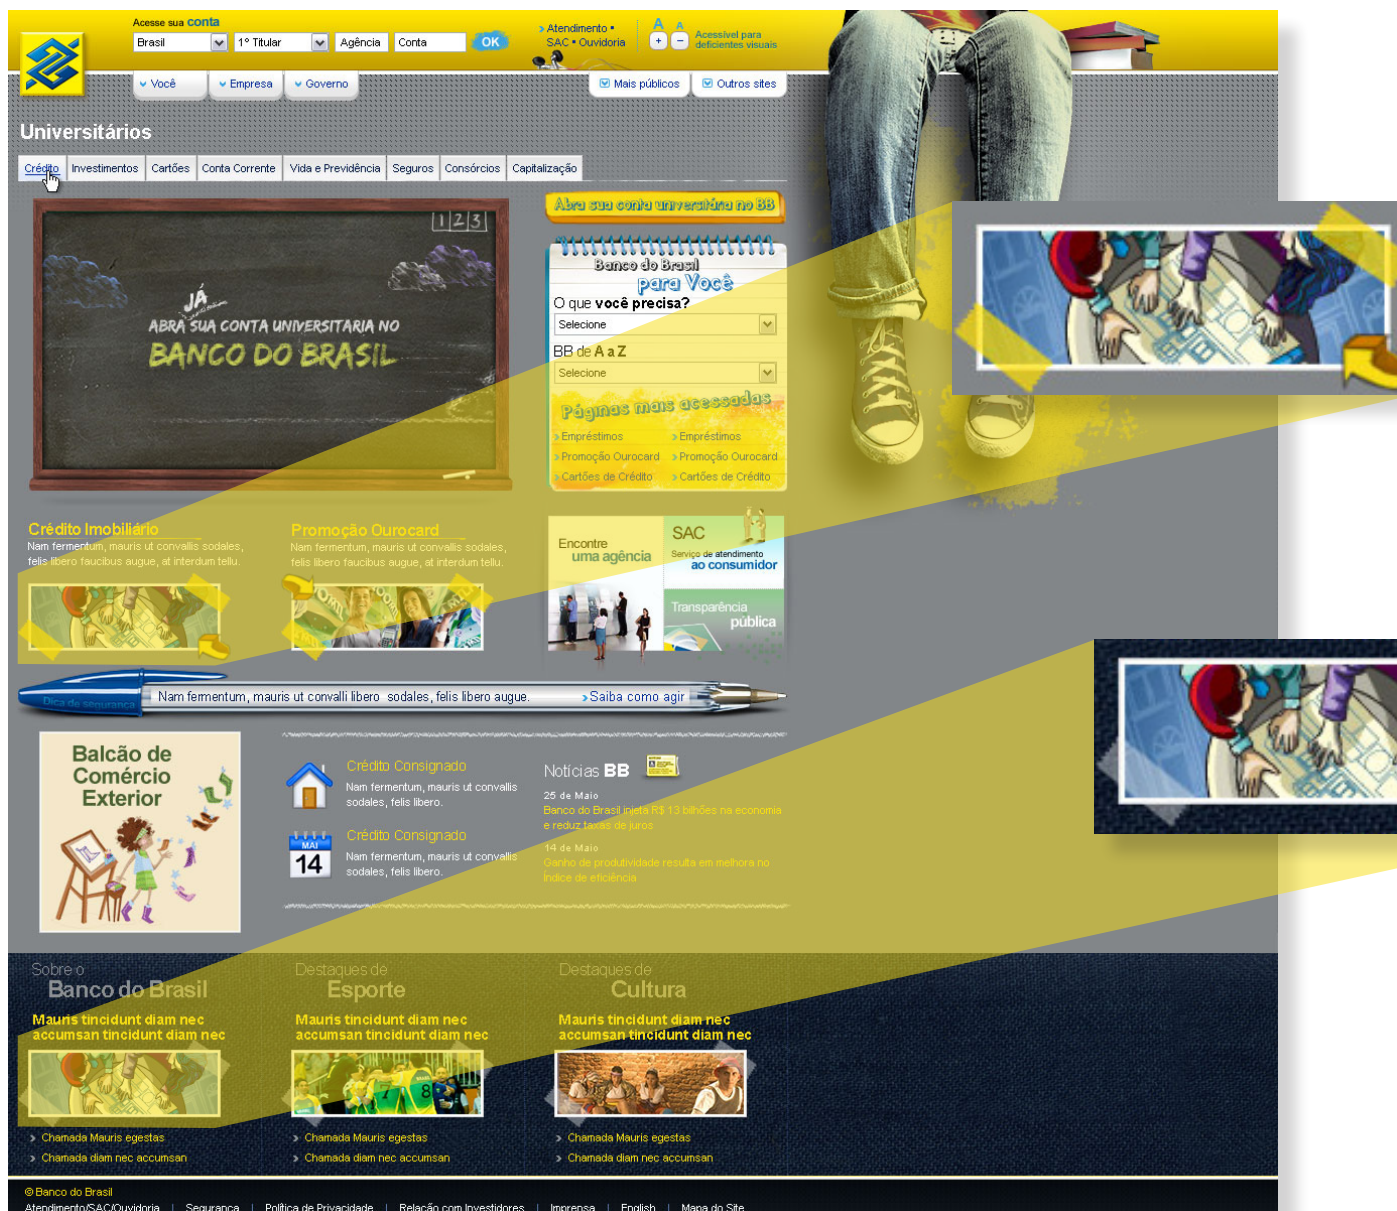 Acesse sua conta
Brasil
1º Titular
Agência
Conta
OK
Atendimento •
SAC • Ouvidoria
A A
+ −
Acessível para
deficientes visuais
Você
Empresa
Governo
Mais públicos
Outros sites
Universitários
Crédito
Investimentos
Cartões
Conta Corrente
Vida e Previdência
Seguros
Consórcios
Capitalização
1 2 3
JÁ
ABRA SUA CONTA UNIVERSITARIA NO
BANCO DO BRASIL
Abra sua conta universitária no BB
Banco do Brasil
para Você
O que você precisa?
Selecione
BB de A a Z
Selecione
Páginas mais acessadas
Empréstimos
Empréstimos
Promoção Ourocard
Promoção Ourocard
Cartões de Crédito
Cartões de Crédito
Crédito Imobiliário
Nam fermentum, mauris ut convallis sodales,
felis libero faucibus augue, at interdum tellu.
Promoção Ourocard
Nam fermentum, mauris ut convallis sodales,
felis libero faucibus augue, at interdum tellu.
Encontre
uma agência
SAC
Serviço de atendimento
ao consumidor
Transparência
pública
Dica de segurança
Nam fermentum, mauris ut convalli libero sodales, felis libero augue.
Saiba como agir
Balcão de
Comércio
Exterior
Crédito Consignado
Nam fermentum, mauris ut convallis
sodales, felis libero.
MAI
14
Crédito Consignado
Nam fermentum, mauris ut convallis
sodales, felis libero.
Notícias BB
25 de Maio
Banco do Brasil injeta R$ 13 bilhões na economia
e reduz taxas de juros
14 de Maio
Ganho de produtividade resulta em melhora no
Índice de eficiência
Sobre o
Banco do Brasil
Mauris tincidunt diam nec
accumsan tincidunt diam nec
Chamada Mauris egestas
Chamada diam nec accumsan
Destaques de
Esporte
Mauris tincidunt diam nec
accumsan tincidunt diam nec
7 8
Chamada Mauris egestas
Chamada diam nec accumsan
Destaques de
Cultura
Mauris tincidunt diam nec
accumsan tincidunt diam nec
Chamada Mauris egestas
Chamada diam nec accumsan
© Banco do Brasil
Atendimento/SAC/Ouvidoria | Segurança | Política de Privacidade | Relação com Investidores | Imprensa | English | Mapa do Site